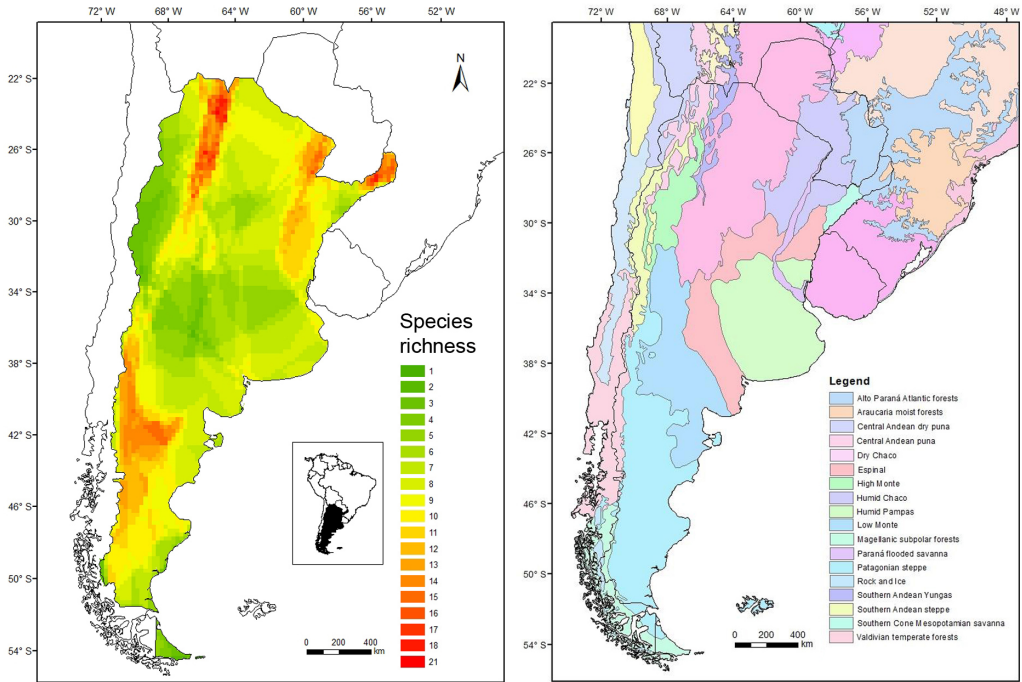 72° W 68° W 64° W 60° W 56° W 52° W
22° S
26° S
30° S
34° S
38° S
42° S
46° S
50° S
54° S
N
Species
richness
1
2
3
4
5
6
7
8
9
10
11
12
13
14
15
16
17
18
21
0 200 400
km
72° W 68° W 64° W 60° W 56° W 52° W 48° W
22° S
26° S
30° S
34° S
38° S
42° S
46° S
50° S
54° S
Legend
Alto Paraná Atlantic forests
Araucaria moist forests
Central Andean dry puna
Central Andean puna
Dry Chaco
Espinal
High Monte
Humid Chaco
Humid Pampas
Low Monte
Magellanic subpolar forests
Paraná flooded savanna
Patagonian steppe
Rock and Ice
Southern Andean Yungas
Southern Andean steppe
Southern Cone Mesopotamian savanna
Valdivian temperate forests
0 200 400
km